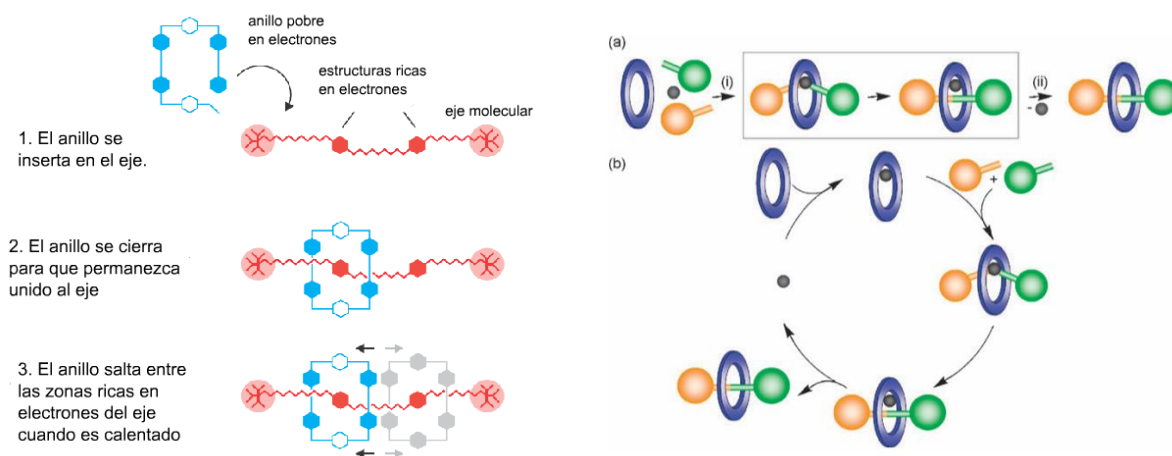 anillo pobre
en electrones
estructuras ricas
en electrones
eje molecular
1. El anillo se
inserta en el eje.
2. El anillo se cierra
para que permanezca
unido al eje
3. El anillo salta entre
las zonas ricas en
electrones del eje
cuando es calentado
(a)
(i)
(ii)
-
(b)
+